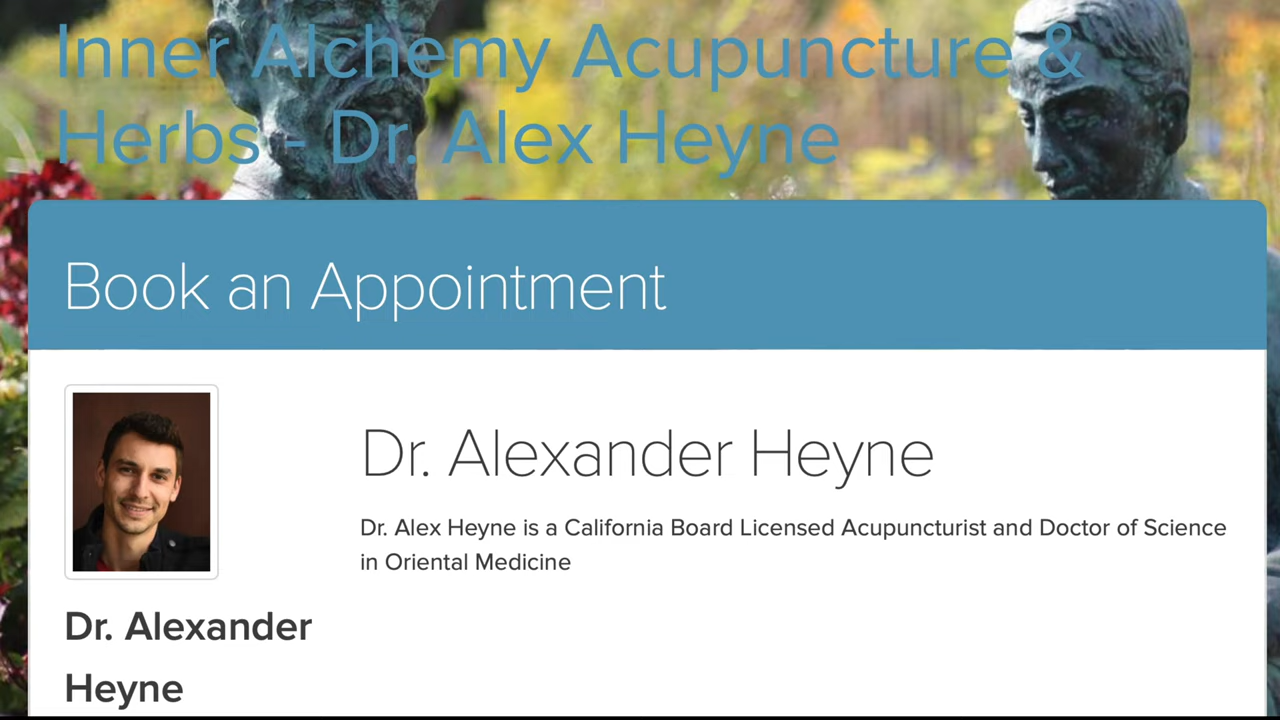 Inner Alchemy Acupuncture &
Herbs - Dr. Alex Heyne
Book an Appointment
Dr. Alexander Heyne
Dr. Alex Heyne is a California Board Licensed Acupuncturist and Doctor of Science
in Oriental Medicine
Dr. Alexander
Heyne